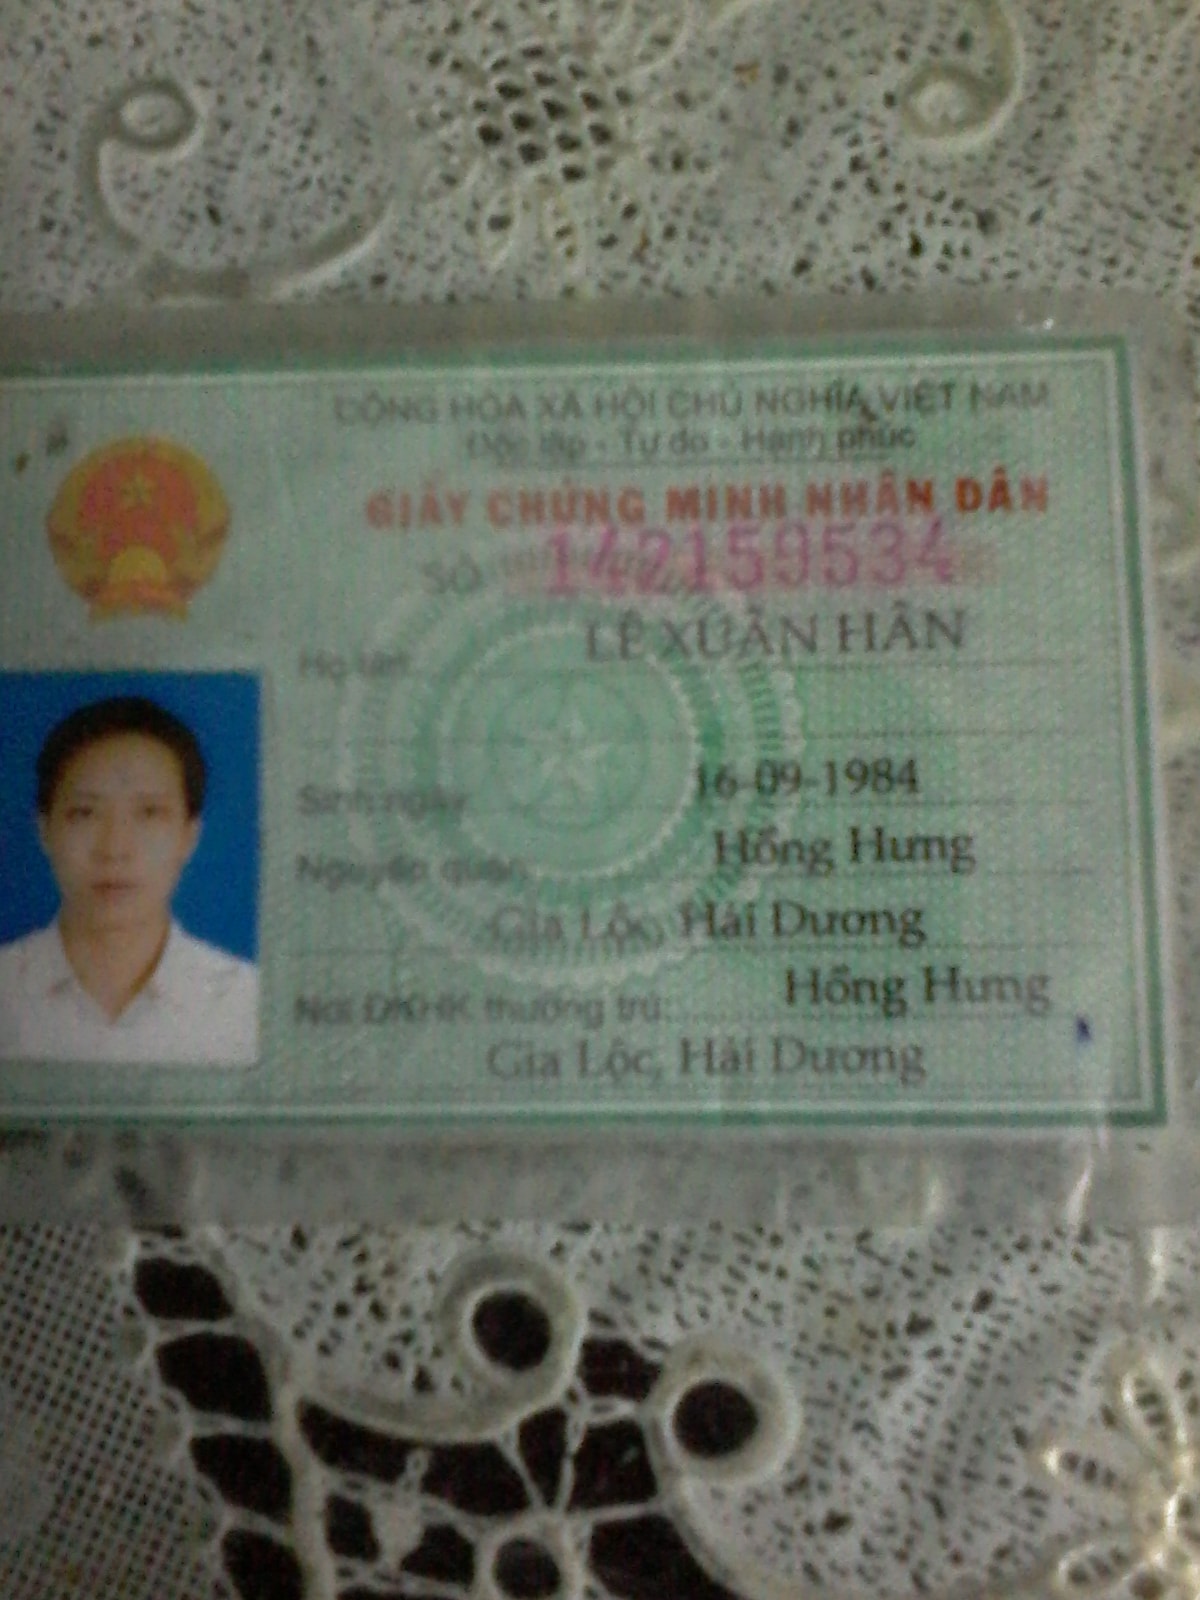 CỘNG HÒA XÃ HỘI CHỦ NGHĨA VIỆT NAM
Độc lập - Tự do - Hạnh phúc
GIẤY CHỨNG MINH NHÂN DÂN
Số 142159534
Họ tên LÊ XUÂN HÂN
Sinh ngày 16-09-1984
Nguyên quán Hồng Hưng
Gia Lộc, Hải Dương
Nơi ĐKHK thường trú: Hồng Hưng
Gia Lộc, Hải Dương